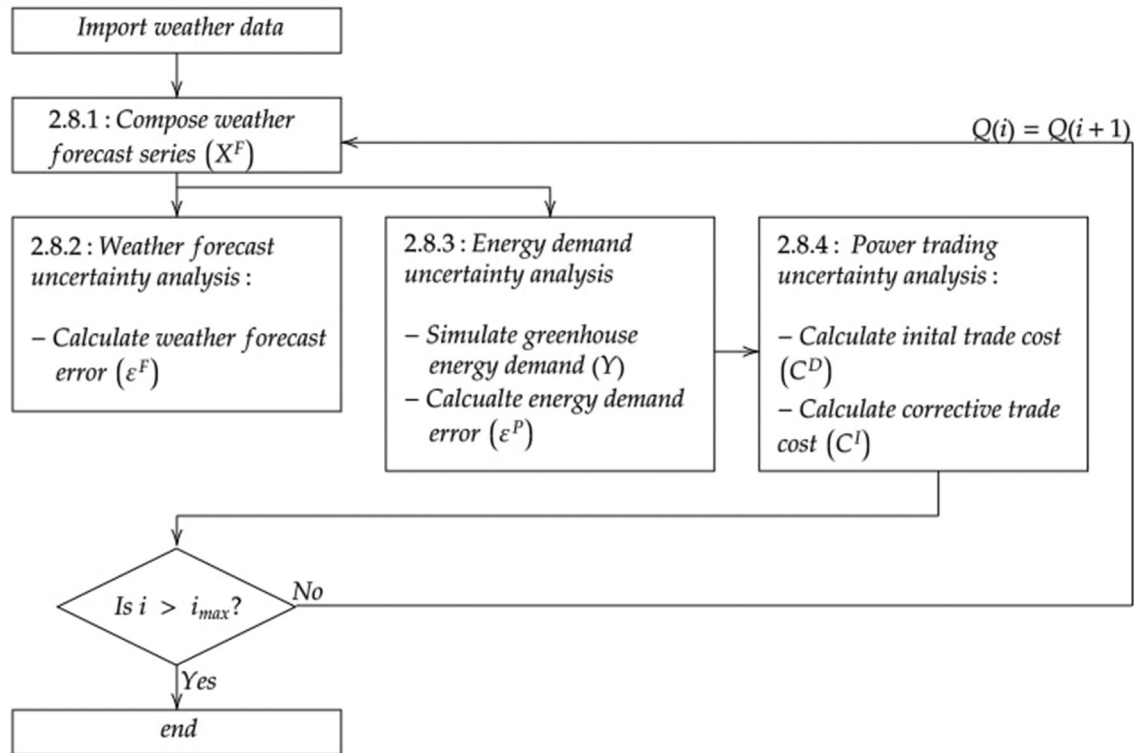 Import weather data
2.8.1 : Compose weather
forecast series (X^F)
Q(i) = Q(i + 1)
2.8.2 : Weather forecast
uncertainty analysis :
– Calculate weather forecast
error (ε^F)
2.8.3 : Energy demand
uncertainty analysis
– Simulate greenhouse
energy demand (Y)
– Calcualte energy demand
error (ε^P)
2.8.4 : Power trading
uncertainty analysis :
– Calculate inital trade cost
(C^D)
– Calculate corrective trade
cost (C^I)
Is i > i_max?
No
Yes
end